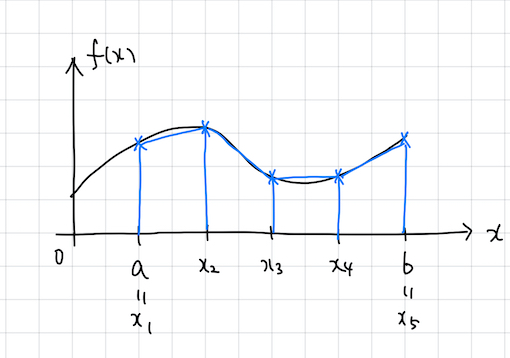 f(x)
x
0 a x₂ x₃ x₄ b
= =
x₁ x₅